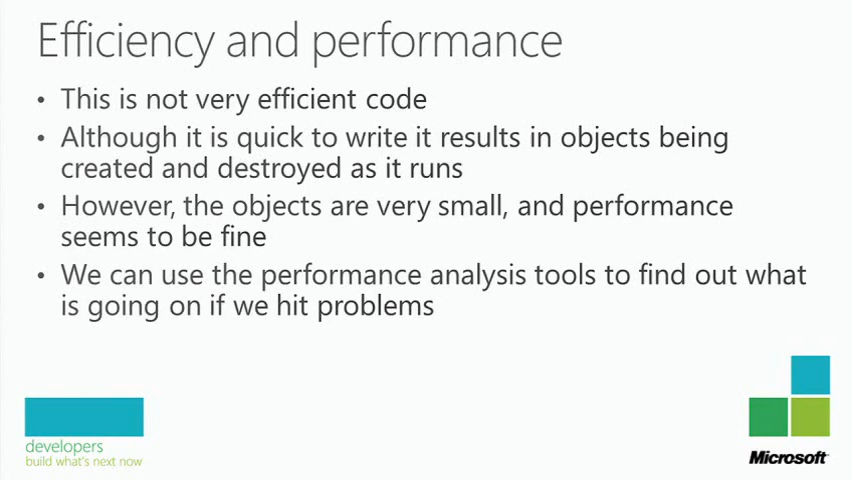 Efficiency and performance
• This is not very efficient code
• Although it is quick to write it results in objects being
created and destroyed as it runs
• However, the objects are very small, and performance
seems to be fine
• We can use the performance analysis tools to find out what
is going on if we hit problems
developers
build what's next now
Microsoft